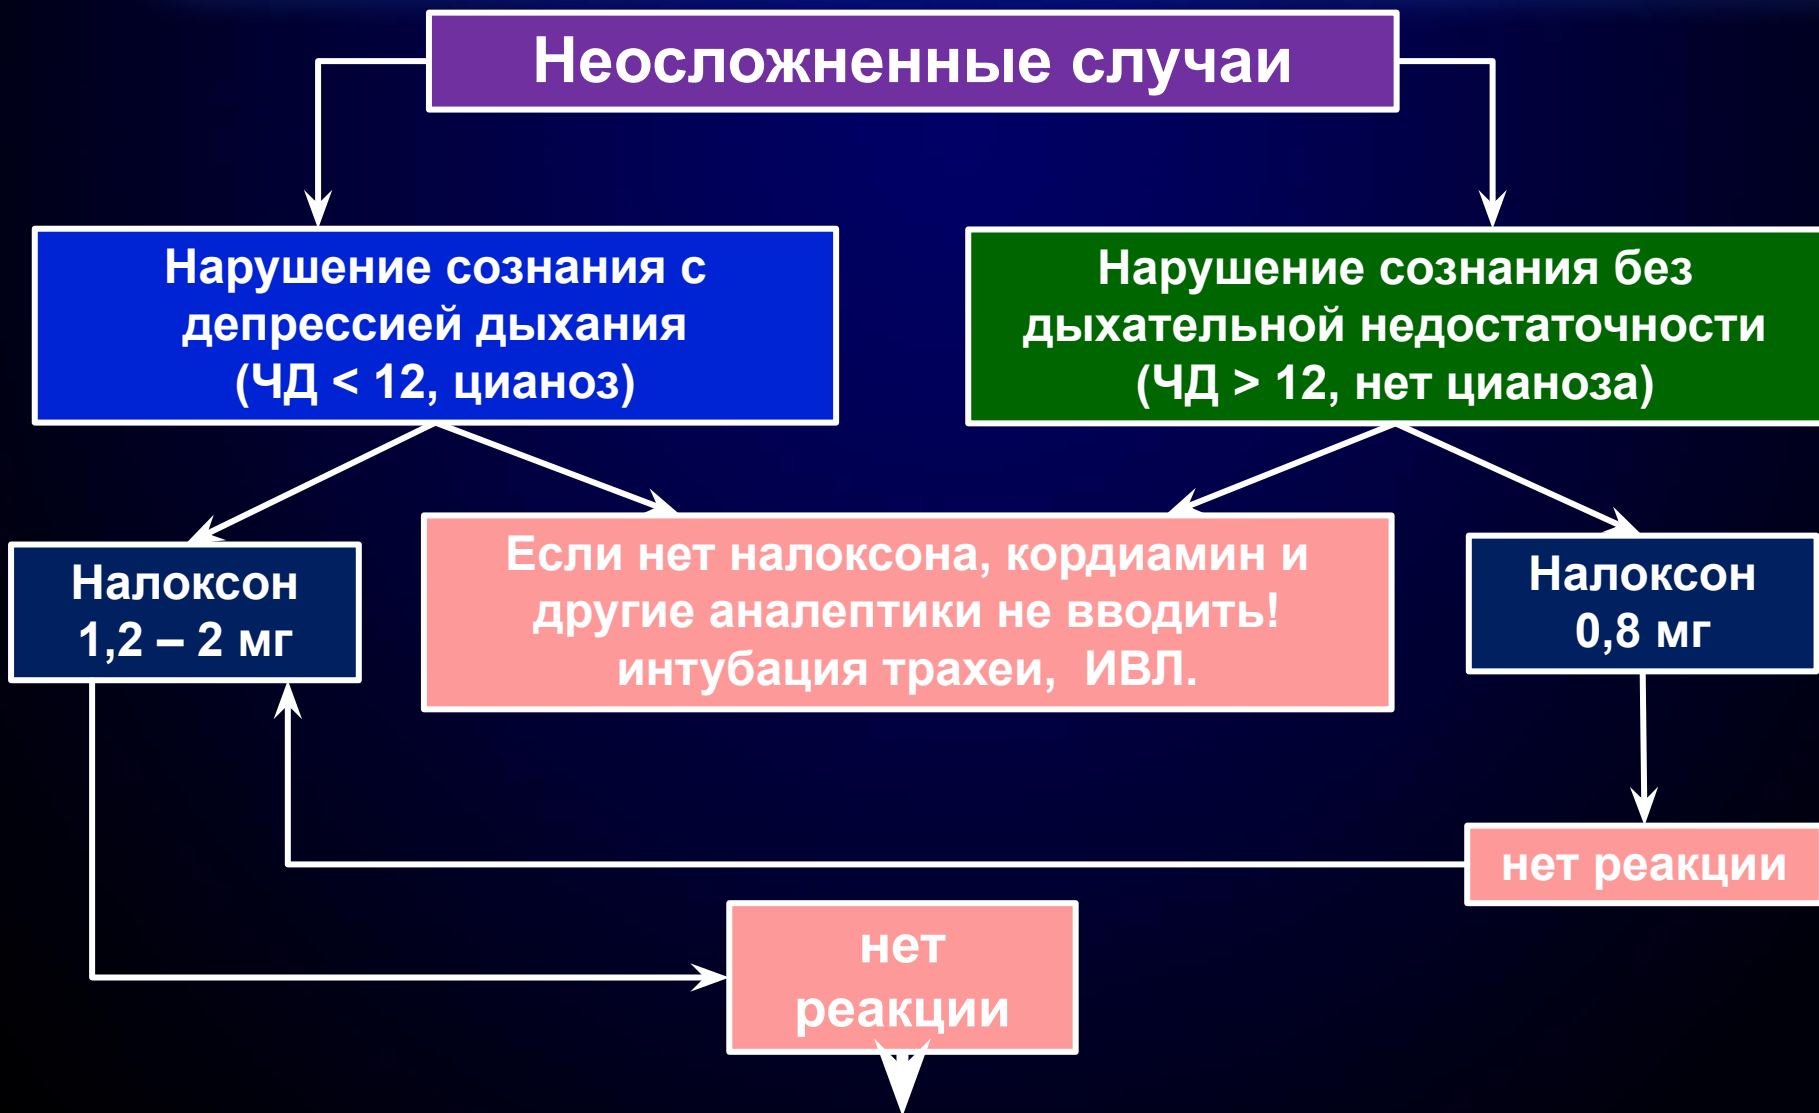 Неосложненные случаи
Нарушение сознания с
депрессией дыхания
(ЧД < 12, цианоз)
Нарушение сознания без
дыхательной недостаточности
(ЧД > 12, нет цианоза)
Налоксон
1,2 – 2 мг
Если нет налоксона, кордиамин и
другие аналептики не вводить!
интубация трахеи,  ИВЛ.
Налоксон
0,8 мг
нет реакции
нет
реакции